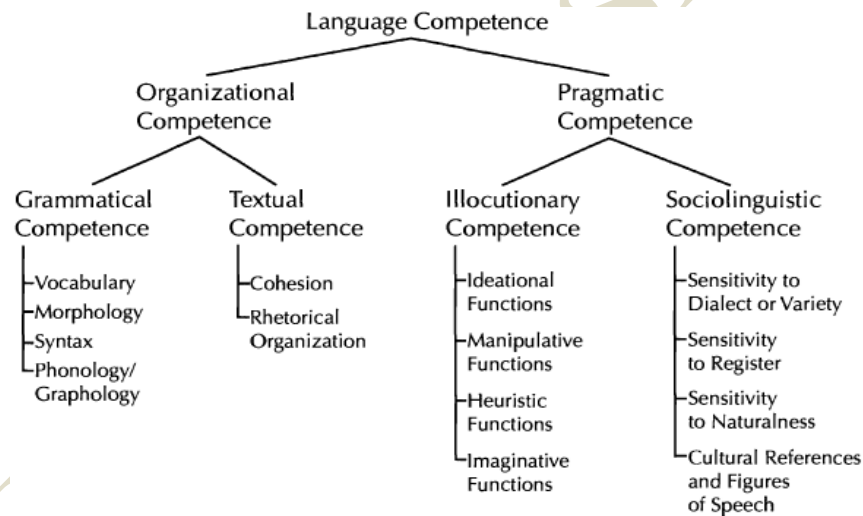 Language Competence
Organizational
Competence
Pragmatic
Competence
Grammatical
Competence
Textual
Competence
Illocutionary
Competence
Sociolinguistic
Competence
Vocabulary
Morphology
Syntax
Phonology/
Graphology
Cohesion
Rhetorical
Organization
Ideational
Functions
Manipulative
Functions
Heuristic
Functions
Imaginative
Functions
Sensitivity to
Dialect or Variety
Sensitivity
to Register
Sensitivity
to Naturalness
Cultural References
and Figures
of Speech